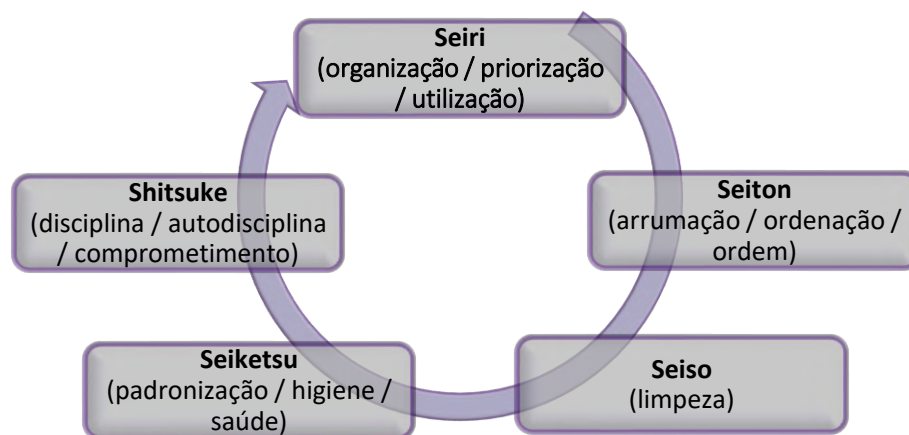 Seiri
(organização / priorização
/ utilização)
Seiton
(arrumação / ordenação /
ordem)
Seiso
(limpeza)
Seiketsu
(padronização / higiene /
saúde)
Shitsuke
(disciplina / autodisciplina
/ comprometimento)